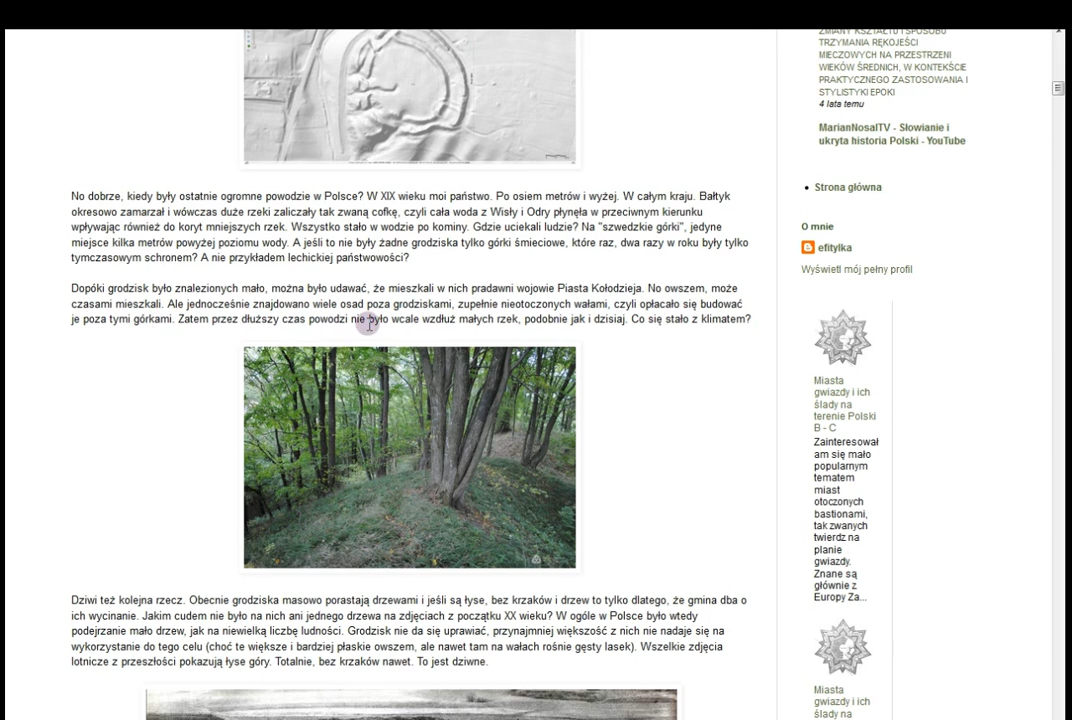 No dobrze, kiedy były ostatnie ogromne powodzie w Polsce? W XIX wieku moi państwo. Po osiem metrów i wyżej. W całym kraju. Bałtyk
okresowo zamarzał i wówczas duże rzeki zaliczały tak zwaną cofkę, czyli cała woda z Wisły i Odry płynęła w przeciwnym kierunku
wpływając również do koryt mniejszych rzek. Wszystko stało w wodzie po kominy. Gdzie uciekali ludzie? Na "szwedzkie górki", jedyne
miejsce kilka metrów powyżej poziomu wody. A jeśli to nie były żadne grodziska tylko górki śmieciowe, które raz, dwa razy w roku były tylko
tymczasowym schronem? A nie przykładem lechickiej państwowości?
Dopóki grodzisk było znalezionych mało, można było udawać, że mieszkali w nich pradawni wojowie Piasta Kołodzieja. No owszem, może
czasami mieszkali. Ale jednocześnie znajdowano wiele osad poza grodziskami, zupełnie nieotoczonych wałami, czyli opłacało się budować
je poza tymi górkami. Zatem przez dłuższy czas powodzi nie było wcale wzdłuż małych rzek, podobnie jak i dzisiaj. Co się stało z klimatem?
Dziwi też kolejna rzecz. Obecnie grodziska masowo porastają drzewami i jeśli są łyse, bez krzaków i drzew to tylko dlatego, że gmina dba o
ich wycinanie. Jakim cudem nie było na nich ani jednego drzewa na zdjęciach z początku XX wieku? W ogóle w Polsce było wtedy
podejrzanie mało drzew, jak na niewielką liczbę ludności. Grodzisk nie da się uprawiać, przynajmniej większość z nich nie nadaje się na
wykorzystanie do tego celu (choć te większe i bardziej płaskie owszem, ale nawet tam na wałach rośnie gęsty lasek). Wszelkie zdjęcia
lotnicze z przeszłości pokazują łyse góry. Totalnie, bez krzaków nawet. To jest dziwne.
ZMIANY KSZTAŁTU I SPOSOBU
TRZYMANIA RĘKOJEŚCI
MIECZOWYCH NA PRZESTRZENI
WIEKÓW ŚREDNICH, W KONTEKŚCIE
PRAKTYCZNEGO ZASTOSOWANIA I
STYLISTYKI EPOKI
4 lata temu
MarianNosalTV - Słowianie i
ukryta historia Polski - YouTube
Strona główna
O mnie
efitylka
Wyświetl mój pełny profil
Miasta
gwiazdy i ich
ślady na
terenie Polski
B - C
Zainteresował
am się mało
popularnym
tematem
miast
otoczonych
bastionami,
tak zwanych
twierdz na
planie
gwiazdy.
Znane są
głównie z
Europy Za...
Miasta
gwiazdy i ich
ślady na